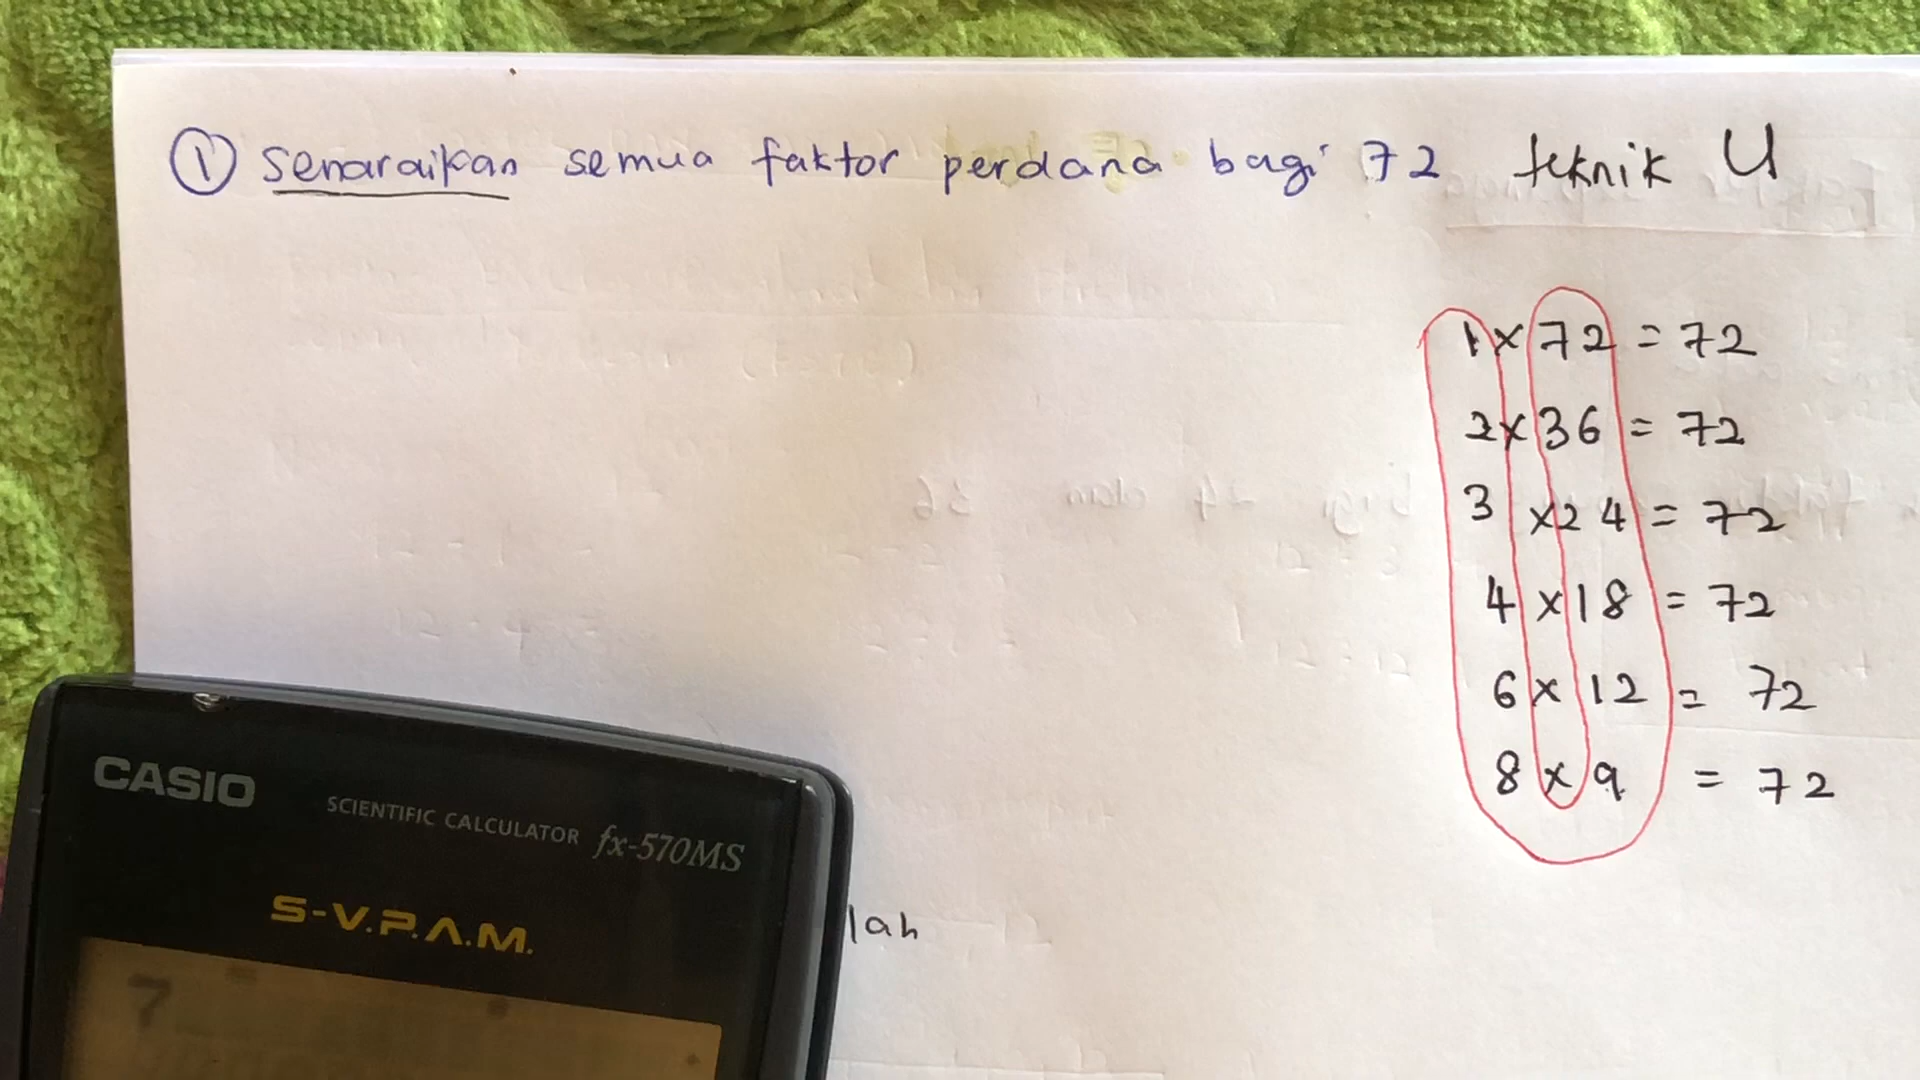 ① Senaraikan semua faktor perdana bagi 72 teknik U
1 x 72 = 72
2 x 36 = 72
3 x 24 = 72
4 x 18 = 72
6 x 12 = 72
8 x 9 = 72
lah
CASIO
SCIENTIFIC CALCULATOR fx-570MS
S-V.P.A.M.
7